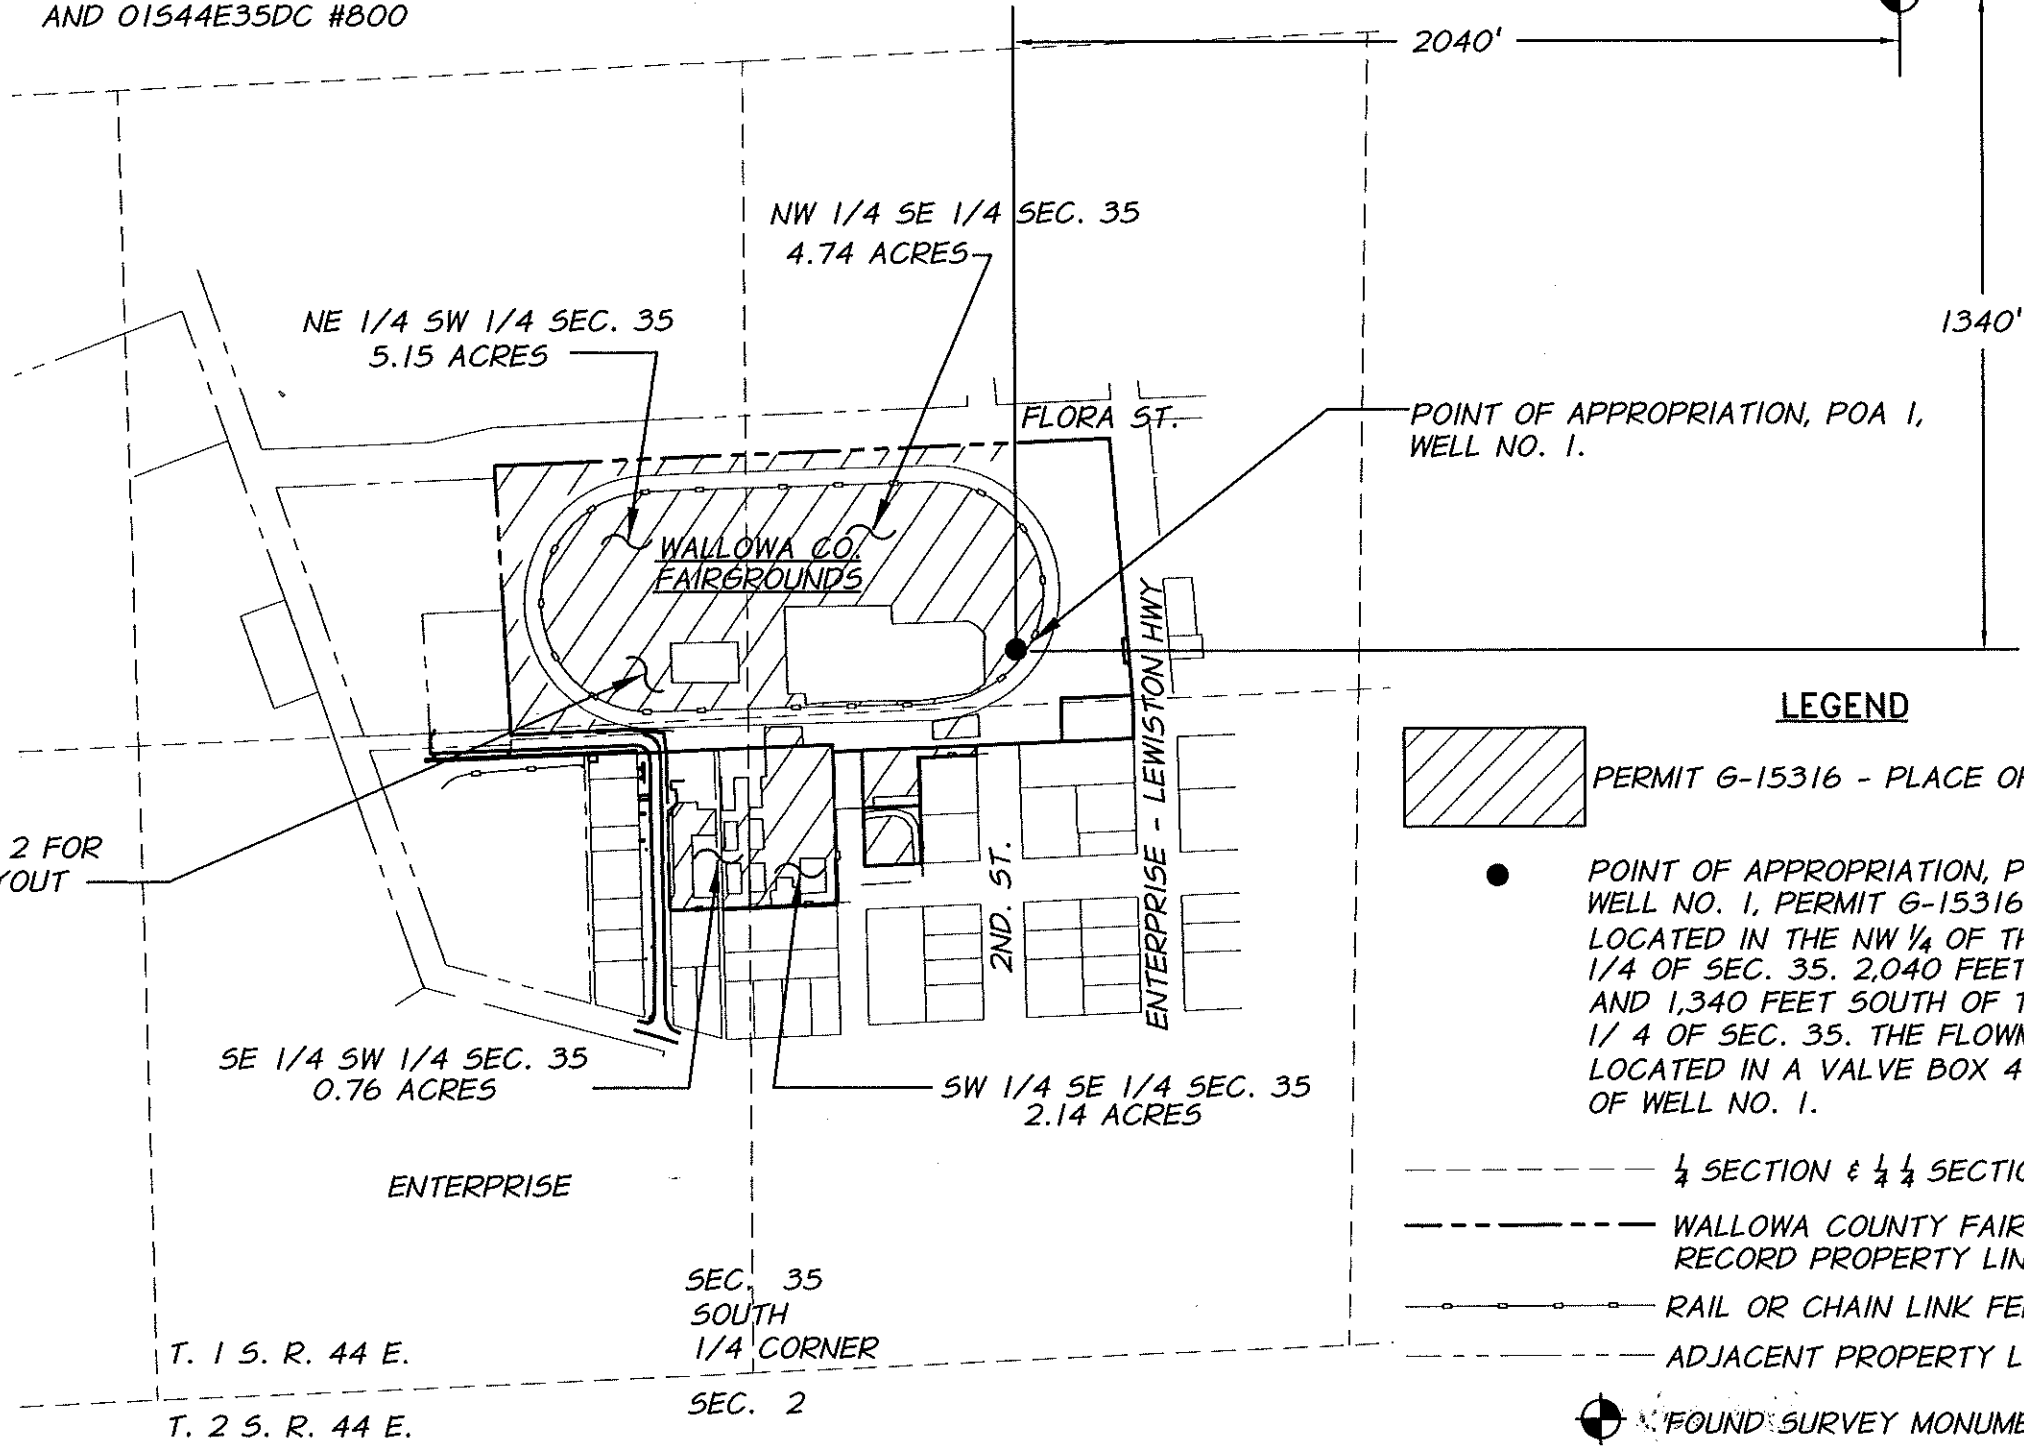 AND 01S44E35DC #800
2040'
NW 1/4 SE 1/4 SEC. 35
4.74 ACRES
NE 1/4 SW 1/4 SEC. 35
5.15 ACRES
1340'
FLORA ST.
POINT OF APPROPRIATION, POA 1,
WELL NO. 1.
WALLOWA CO.
FAIRGROUNDS
ENTERPRISE - LEWISTON HWY
2ND. ST.
2 FOR
YOUT
SE 1/4 SW 1/4 SEC. 35
0.76 ACRES
SW 1/4 SE 1/4 SEC. 35
2.14 ACRES
ENTERPRISE
SEC. 35
SOUTH
1/4 CORNER
T. 1 S. R. 44 E.
SEC. 2
T. 2 S. R. 44 E.
LEGEND
PERMIT G-15316 - PLACE OF
POINT OF APPROPRIATION, P
WELL NO. 1, PERMIT G-15316
LOCATED IN THE NW ¼ OF TH
1/4 OF SEC. 35. 2,040 FEET
AND 1,340 FEET SOUTH OF T
1/ 4 OF SEC. 35. THE FLOWM
LOCATED IN A VALVE BOX 4
OF WELL NO. 1.
¼ SECTION & ¼ ¼ SECTIO
WALLOWA COUNTY FAIR
RECORD PROPERTY LIN
RAIL OR CHAIN LINK FE
ADJACENT PROPERTY L
FOUND SURVEY MONUME